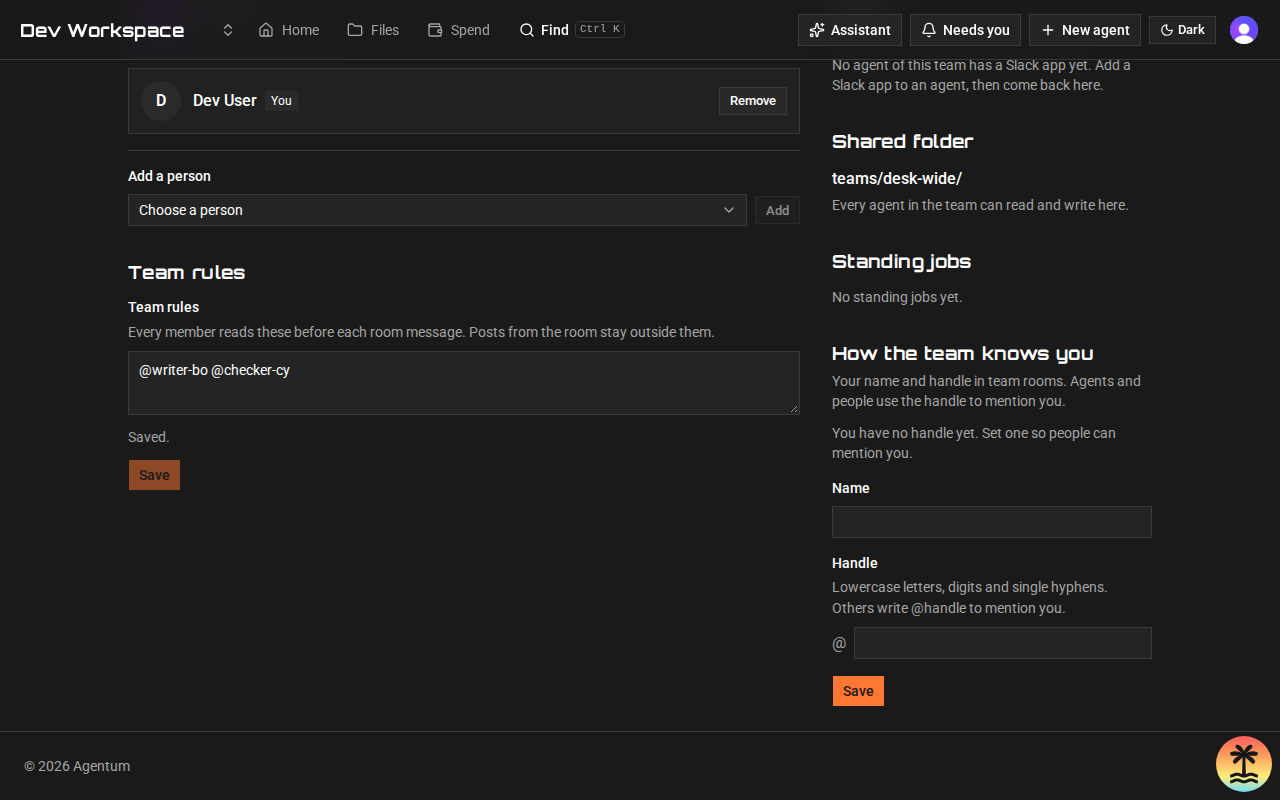 Dev Workspace
Home
Files
Spend
Find Ctrl K
Assistant
Needs you
New agent
Dark
D
Dev User You
Remove
Add a person
Choose a person
Add
Team rules
Team rules
Every member reads these before each room message. Posts from the room stay outside them.
@writer-bo @checker-cy
Saved.
Save
No agent of this team has a Slack app yet. Add a
Slack app to an agent, then come back here.
Shared folder
teams/desk-wide/
Every agent in the team can read and write here.
Standing jobs
No standing jobs yet.
How the team knows you
Your name and handle in team rooms. Agents and
people use the handle to mention you.
You have no handle yet. Set one so people can
mention you.
Name
Handle
Lowercase letters, digits and single hyphens.
Others write @handle to mention you.
@
Save
© 2026 Agentum